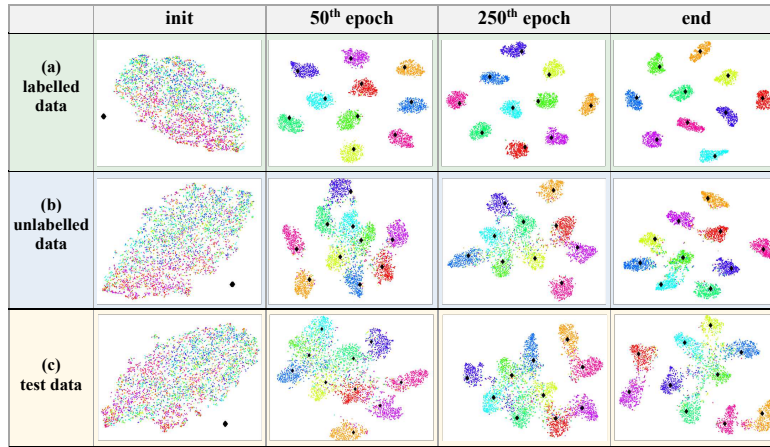 init 50th epoch 250th epoch end
(a)
labelled
data
(b)
unlabelled
data
(c)
test data